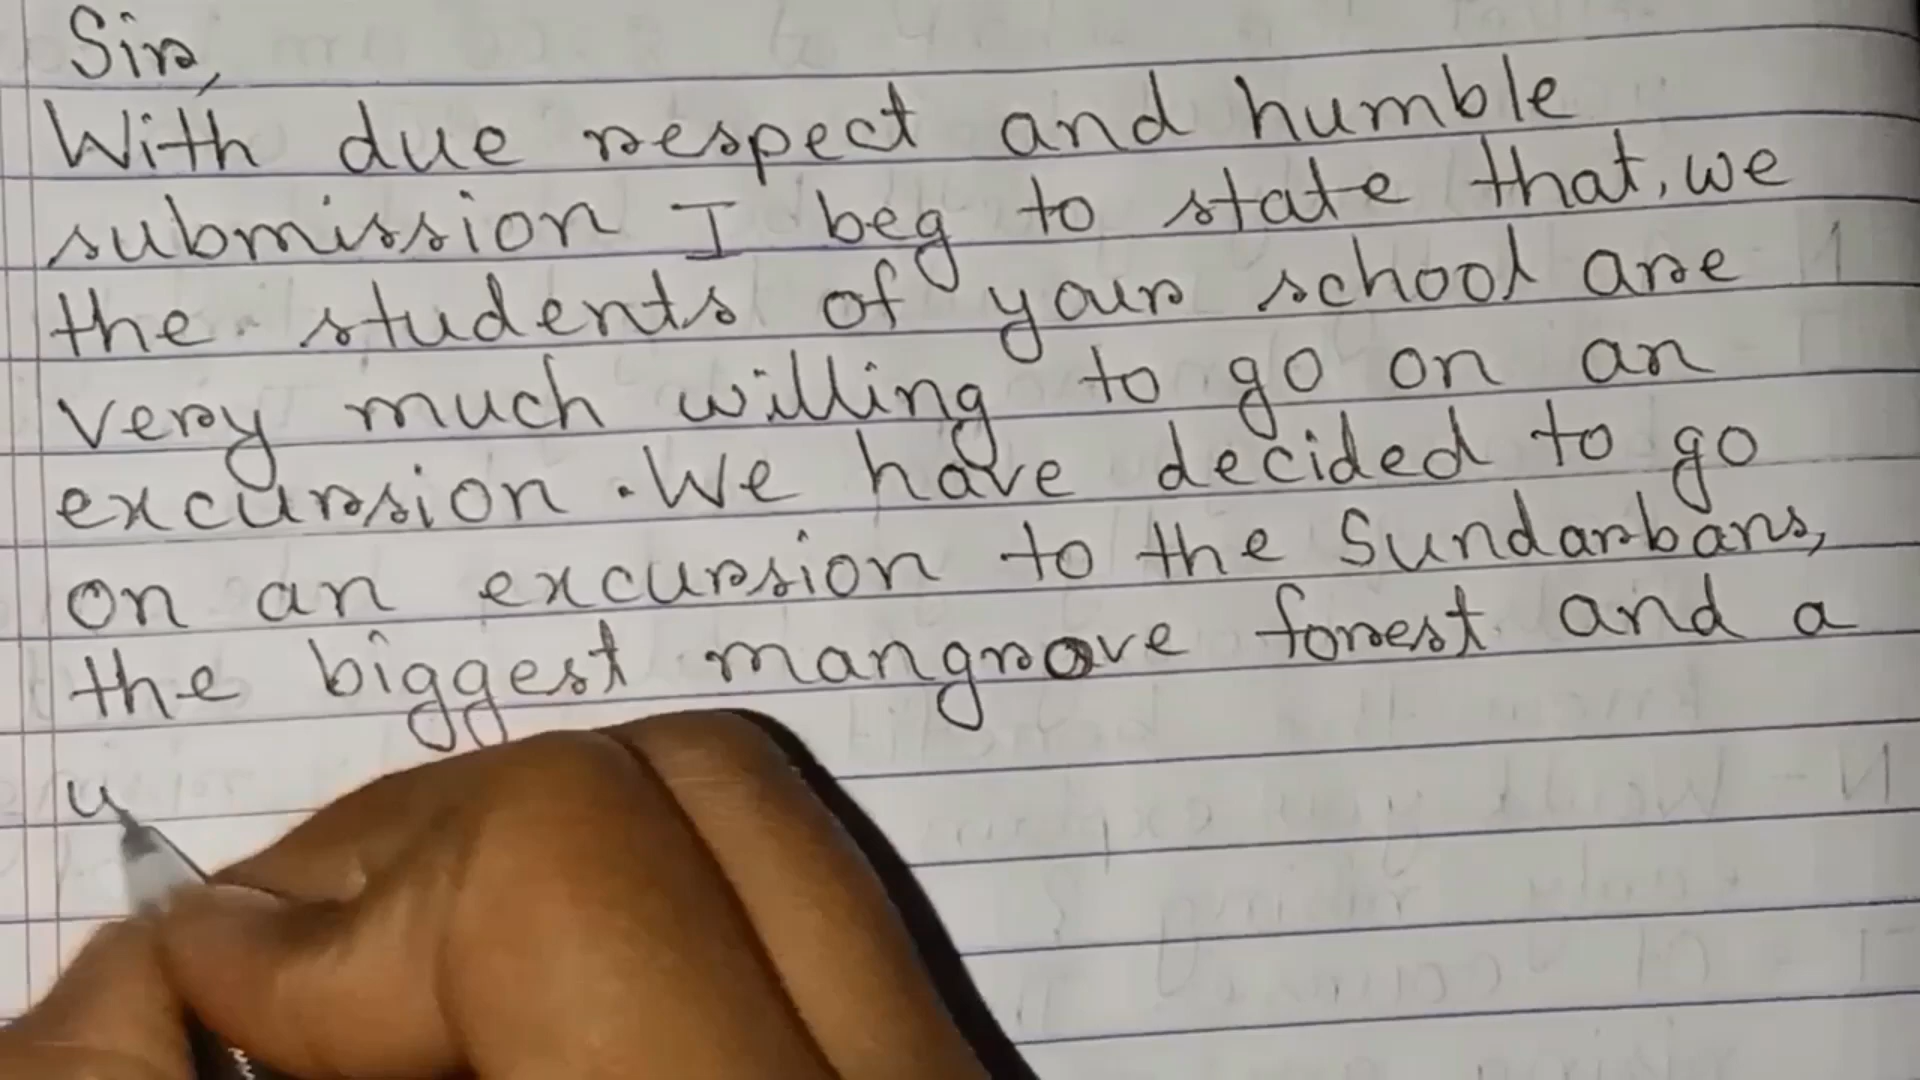 Sir,
With due respect and humble
submission I beg to state that, we
the students of your school are
very much willing to go on an
excursion. We have decided to go
on an excursion to the Sundarbans,
the biggest mangrove forest and a